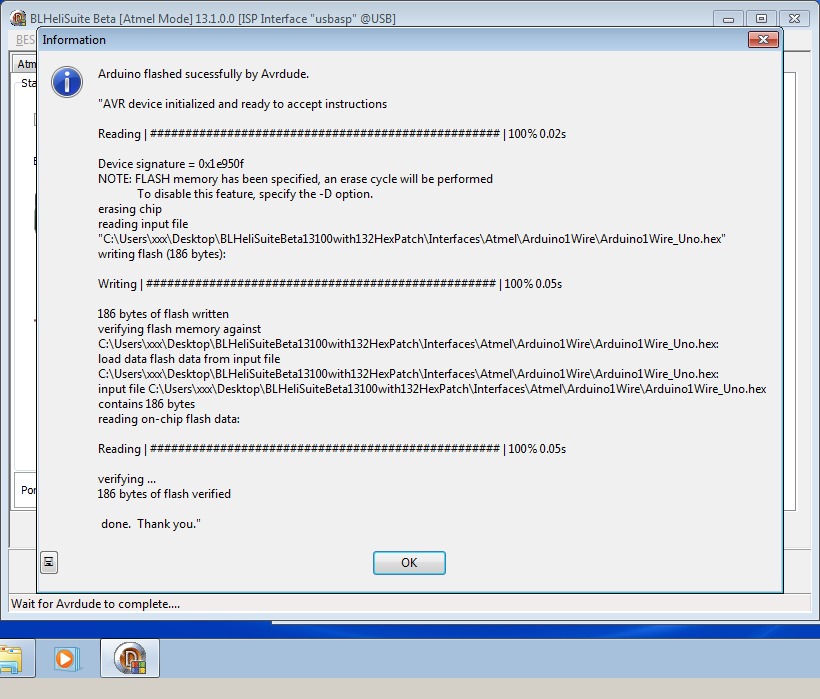 BLHeliSuite Beta [Atmel Mode] 13.1.0.0 [ISP Interface "usbasp" @USB]
BES
Information
Atm
Sta
Arduino flashed sucessfully by Avrdude.
"AVR device initialized and ready to accept instructions
Reading | ################################################## | 100% 0.02s
Device signature = 0x1e950f
NOTE: FLASH memory has been specified, an erase cycle will be performed
To disable this feature, specify the -D option.
erasing chip
reading input file
"C:\Users\xxx\Desktop\BLHeliSuiteBeta13100with132HexPatch\Interfaces\Atmel\Arduino1Wire\Arduino1Wire_Uno.hex"
writing flash (186 bytes):
Writing | ################################################## | 100% 0.05s
186 bytes of flash written
verifying flash memory against
C:\Users\xxx\Desktop\BLHeliSuiteBeta13100with132HexPatch\Interfaces\Atmel\Arduino1Wire\Arduino1Wire_Uno.hex:
load data flash data from input file
C:\Users\xxx\Desktop\BLHeliSuiteBeta13100with132HexPatch\Interfaces\Atmel\Arduino1Wire\Arduino1Wire_Uno.hex:
input file C:\Users\xxx\Desktop\BLHeliSuiteBeta13100with132HexPatch\Interfaces\Atmel\Arduino1Wire\Arduino1Wire_Uno.hex
contains 186 bytes
reading on-chip flash data:
Reading | ################################################## | 100% 0.05s
verifying ...
186 bytes of flash verified
Por
done.  Thank you."
OK
Wait for Avrdude to complete....